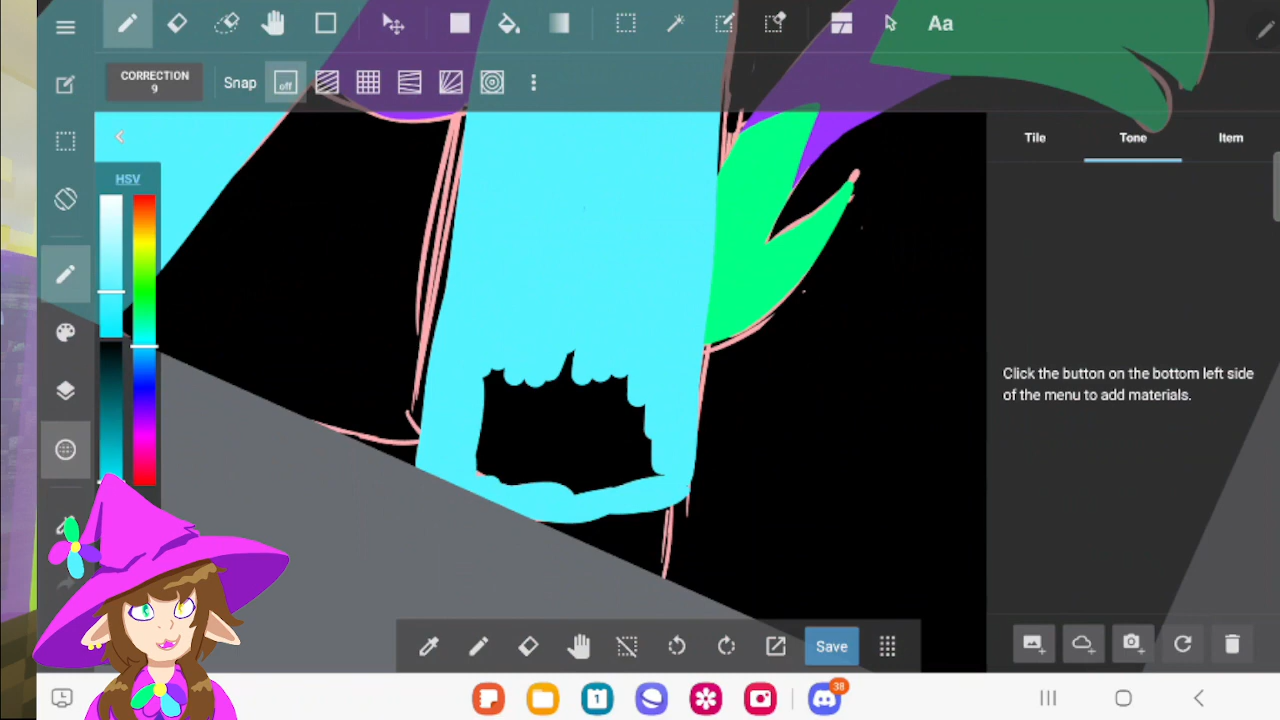 Aa
CORRECTION
9
Snap
off
HSV
Tile
Tone
Item
Click the button on the bottom left side
of the menu to add materials.
Save
1
38